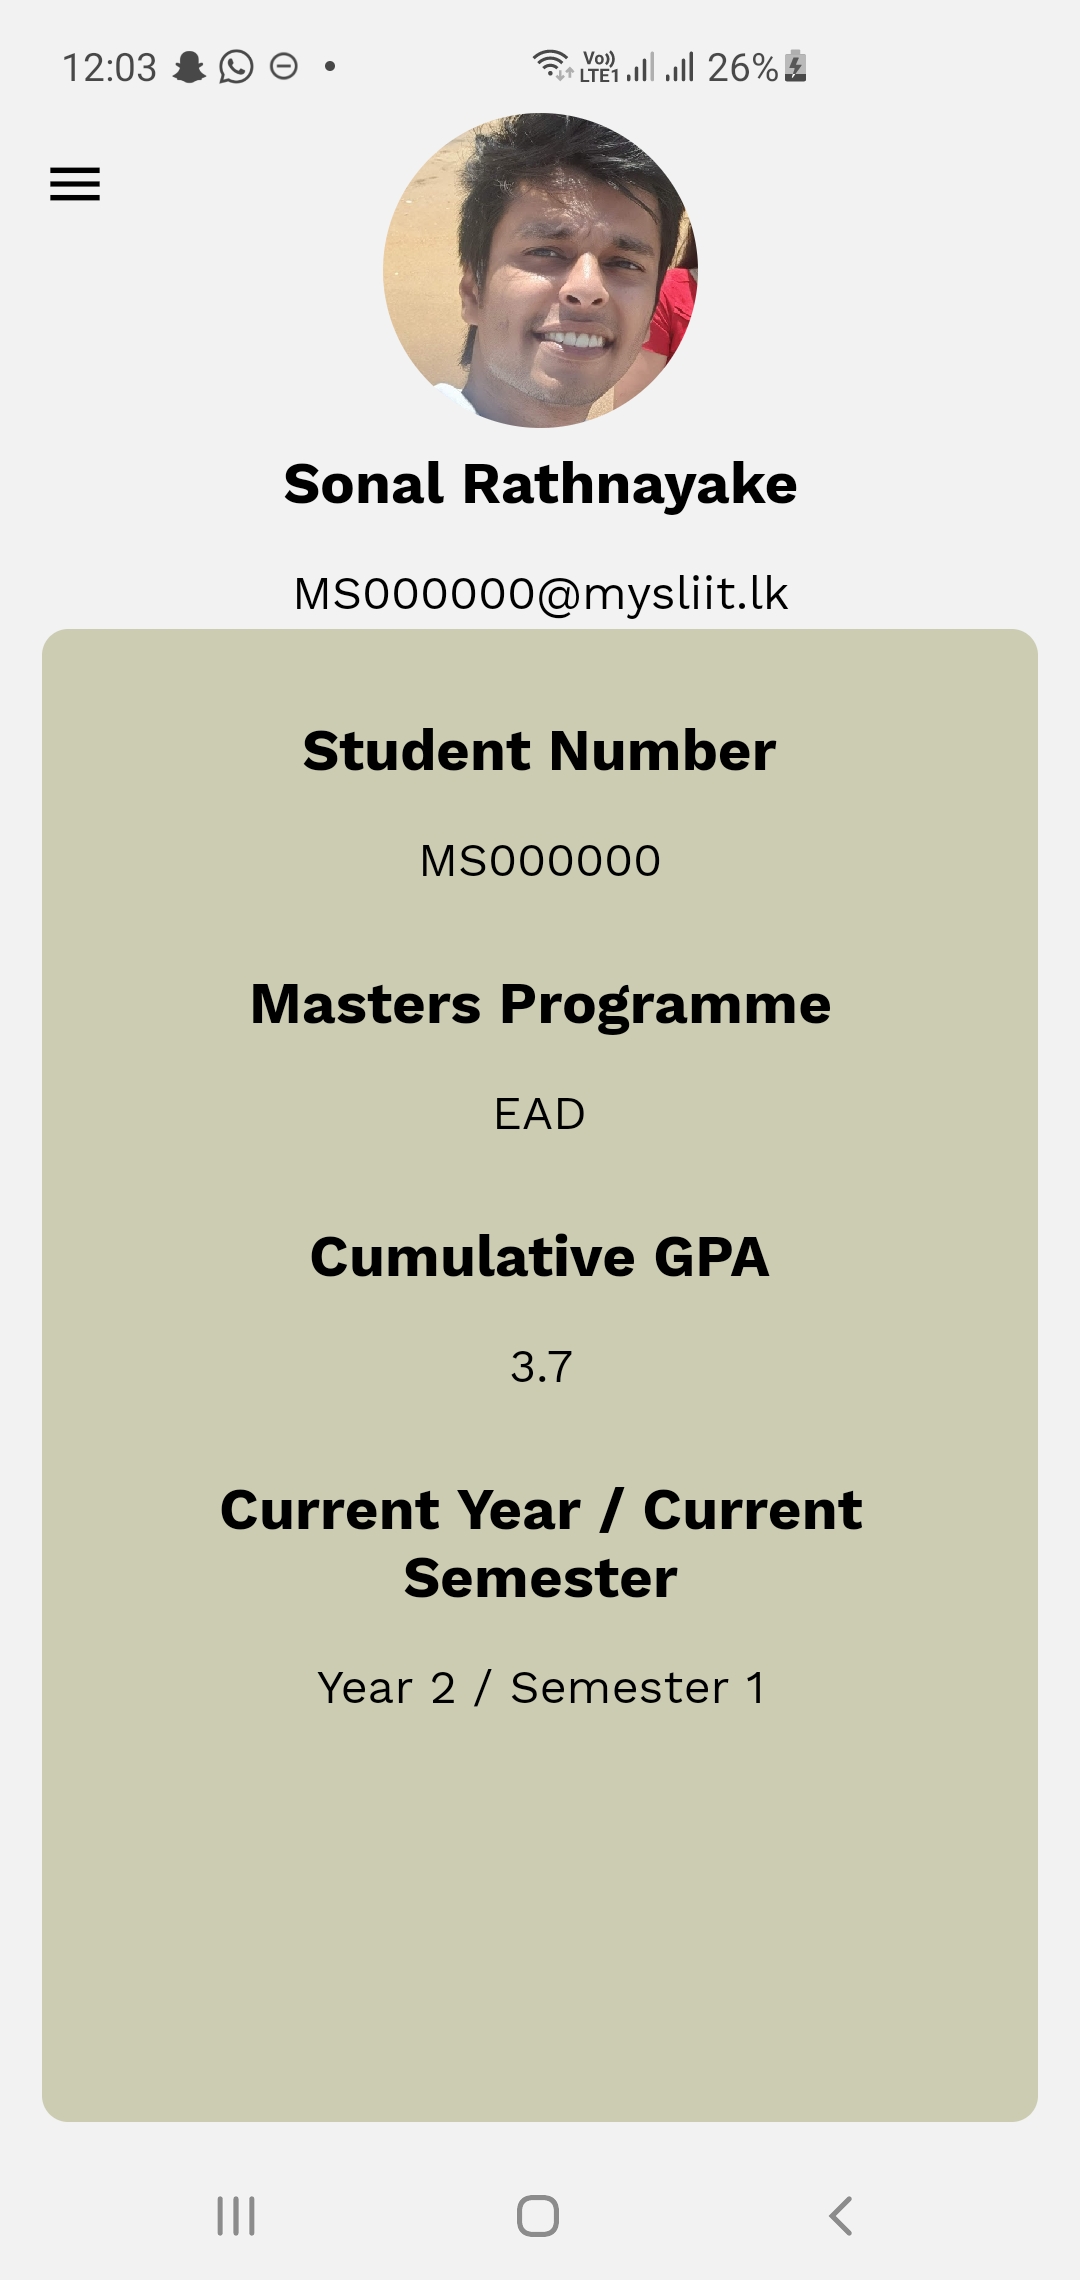 12:03
Vo)) LTE1 26%
Sonal Rathnayake
MS000000@mysliit.lk
Student Number
MS000000
Masters Programme
EAD
Cumulative GPA
3.7
Current Year / Current
Semester
Year 2 / Semester 1